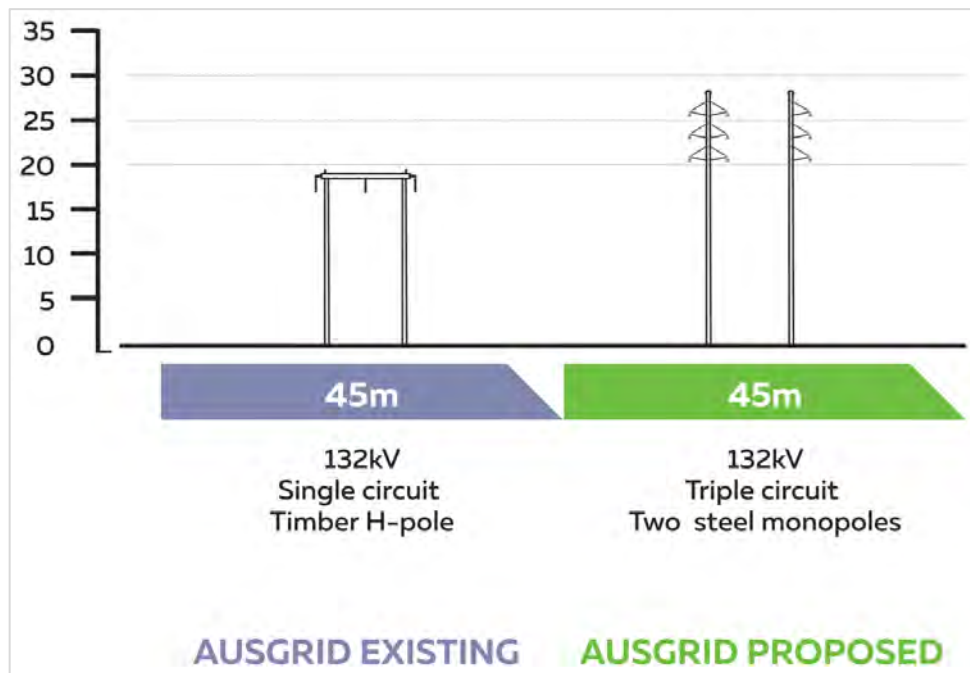 35
30
25
20
15
10
5
0
45m
45m
132kV
Single circuit
Timber H-pole
132kV
Triple circuit
Two steel monopoles
AUSGRID EXISTING
AUSGRID PROPOSED